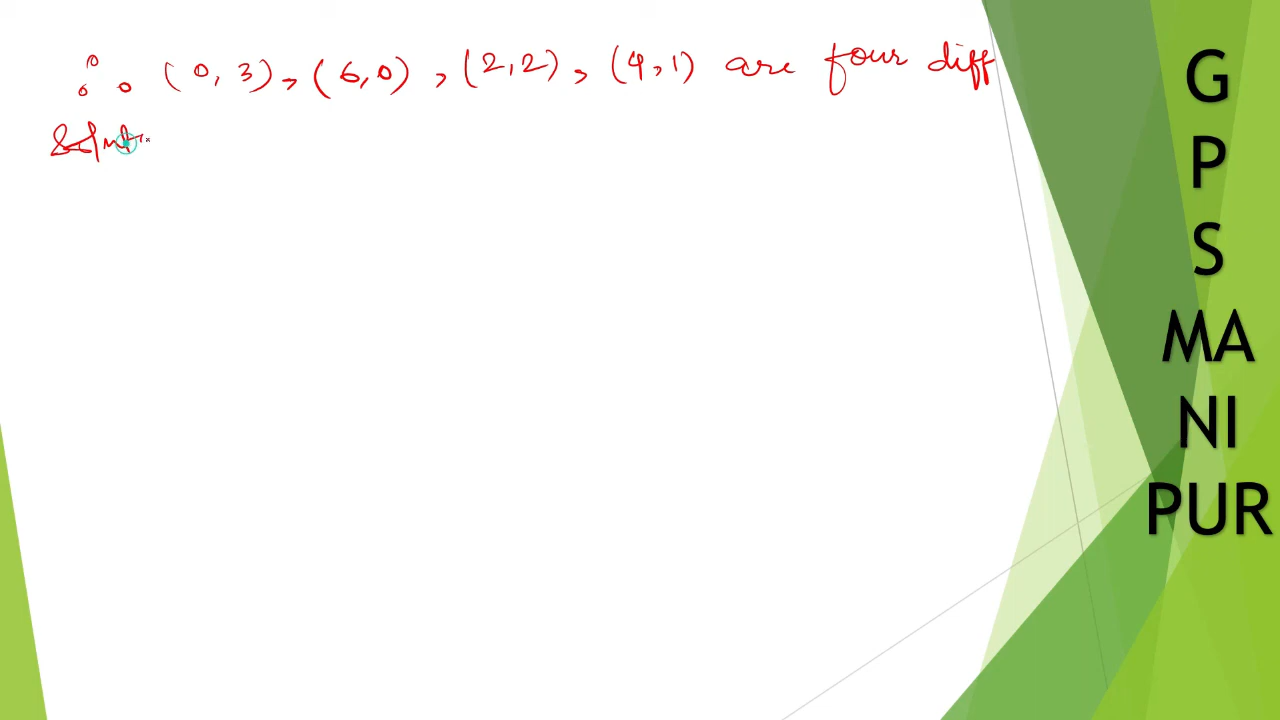 ∴ (0, 3), (6, 0), (2, 2), (4, 1) are four diff
G
P
S
MA
NI
PUR